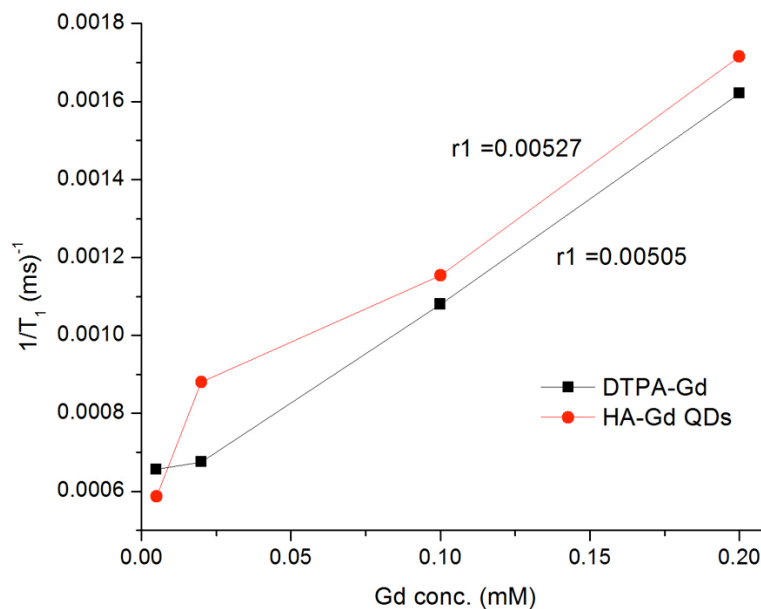 0.0018
0.0016
0.0014
0.0012
0.0010
0.0008
0.0006
1/T₁ (ms)⁻¹
r1 =0.00527
r1 =0.00505
DTPA-Gd
HA-Gd QDs
0.00 0.05 0.10 0.15 0.20
Gd conc. (mM)